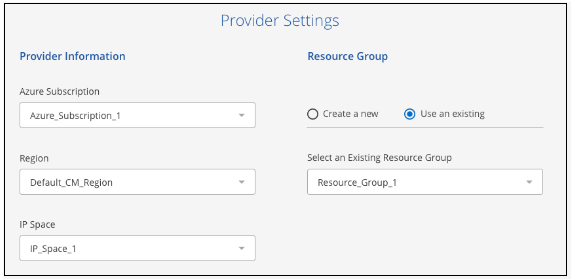 Provider Settings
Provider Information
Azure Subscription
Azure_Subscription_1
Region
Default_CM_Region
IP Space
IP_Space_1
Resource Group
Create a new
Use an existing
Select an Existing Resource Group
Resource_Group_1